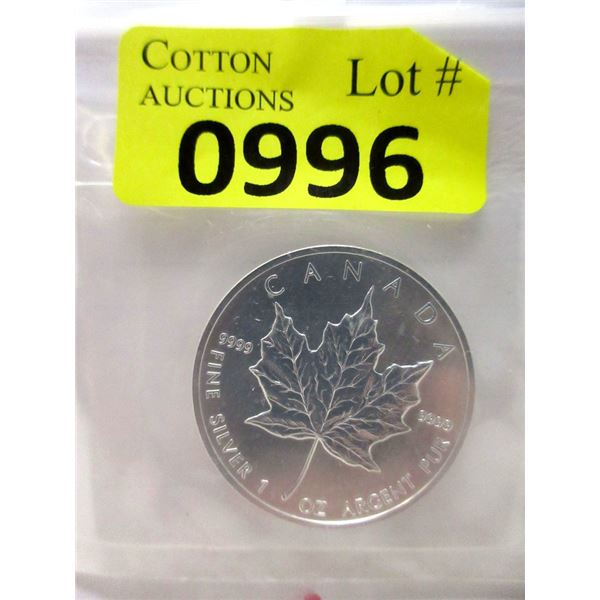 COTTON
AUCTIONS
Lot #
0996
CANADA
9999
9999
FINE SILVER 1 OZ ARGENT PUR